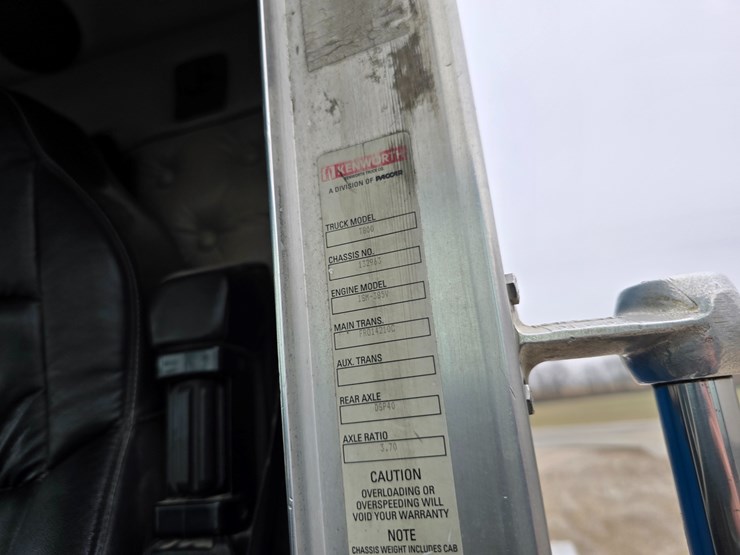 KENWORTH
A DIVISION OF PACCAR
TRUCK MODEL
T800
CHASSIS NO.
ENGINE MODEL
MAIN TRANS.
AUX. TRANS
REAR AXLE
AXLE RATIO
3.70
CAUTION
OVERLOADING OR
OVERSPEEDING WILL
VOID YOUR WARRANTY
NOTE
CHASSIS WEIGHT INCLUDES CAB